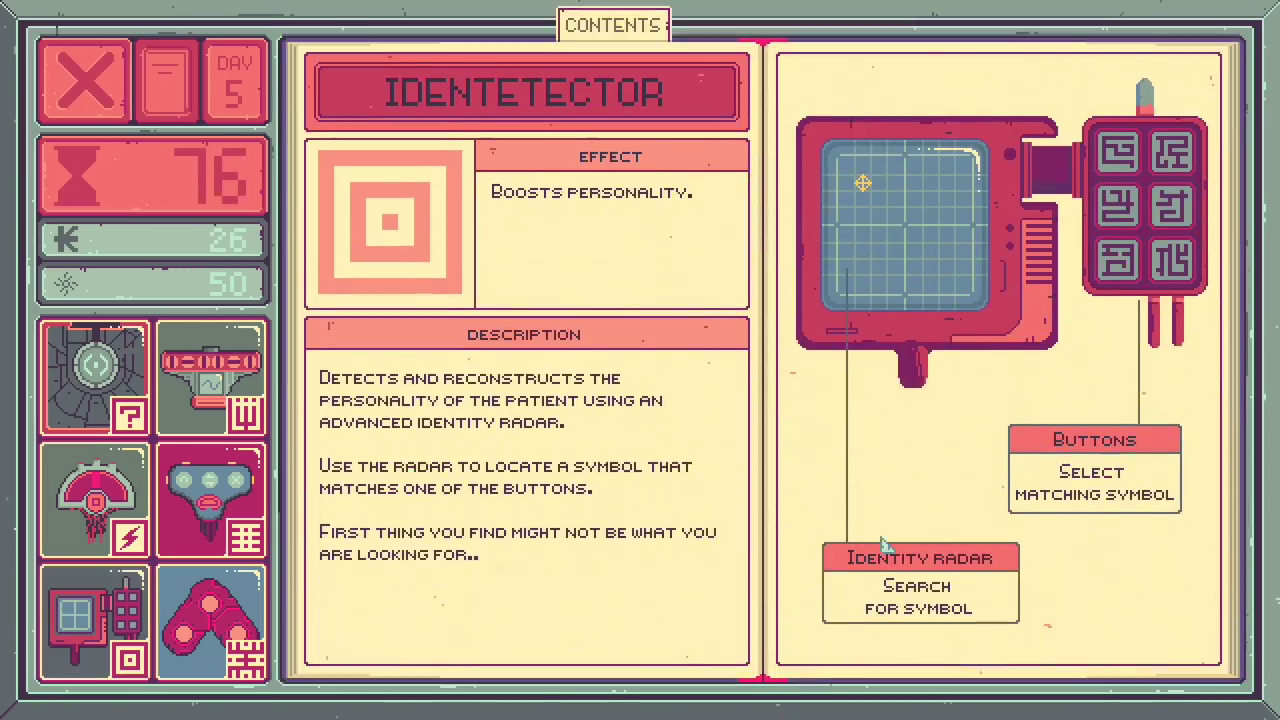 CONTENTS
DAY
5
76
26
50
IDENTETECTOR
EFFECT
BOOSTS PERSONALITY.
DESCRIPTION
DETECTS AND RECONSTRUCTS THE
PERSONALITY OF THE PATIENT USING AN
ADVANCED IDENTITY RADAR.
USE THE RADAR TO LOCATE A SYMBOL THAT
MATCHES ONE OF THE BUTTONS.
FIRST THING YOU FIND MIGHT NOT BE WHAT YOU
ARE LOOKING FOR..
BUTTONS
SELECT
MATCHING SYMBOL
IDENTITY RADAR
SEARCH
FOR SYMBOL
?